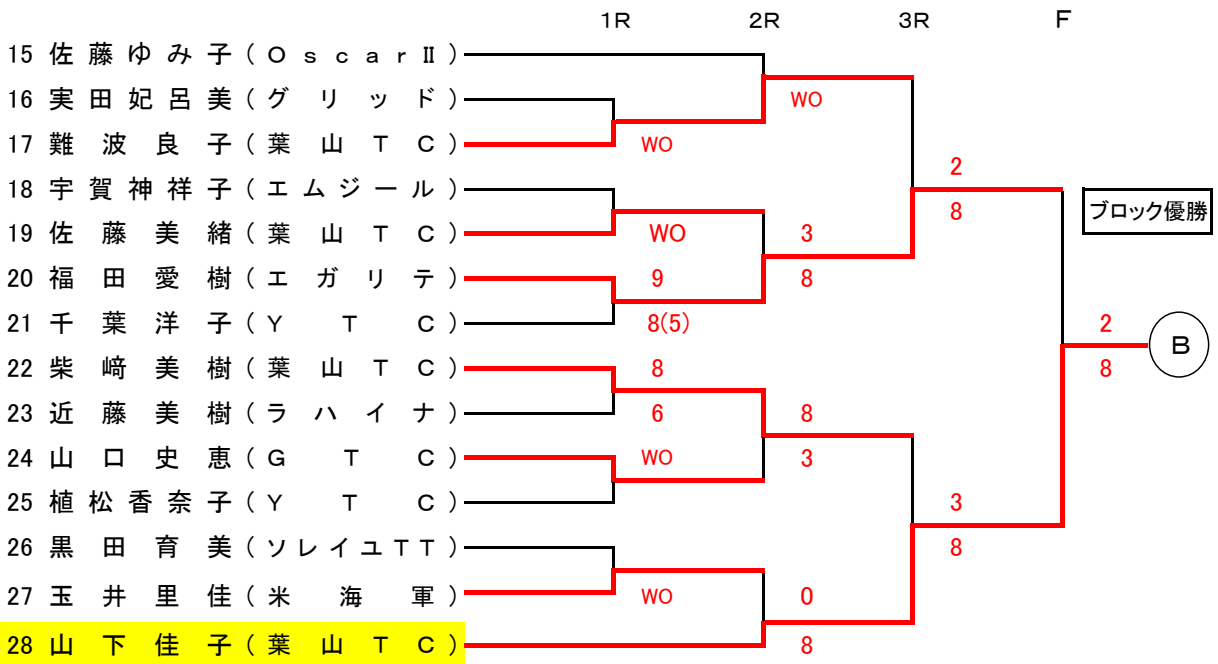 1R 2R 3R F
15 佐藤ゆみ子(OscarⅡ)
16 実田妃呂美(グリッド) WO
17 難波良子(葉山TC) WO
2
18 宇賀神祥子(エムジール)
8 ブロック優勝
19 佐藤美緒(葉山TC) WO 3
20 福田愛樹(エガリテ) 9 8
21 千葉洋子(YTC) 8(5) 2
B
22 柴﨑美樹(葉山TC) 8 8
23 近藤美樹(ラハイナ) 6 8
24 山口史恵(GTC) WO 3
25 植松香奈子(YTC) 3
26 黒田育美(ソレイユTT) 8
27 玉井里佳(米海軍) WO 0
28 山下佳子(葉山TC) 8